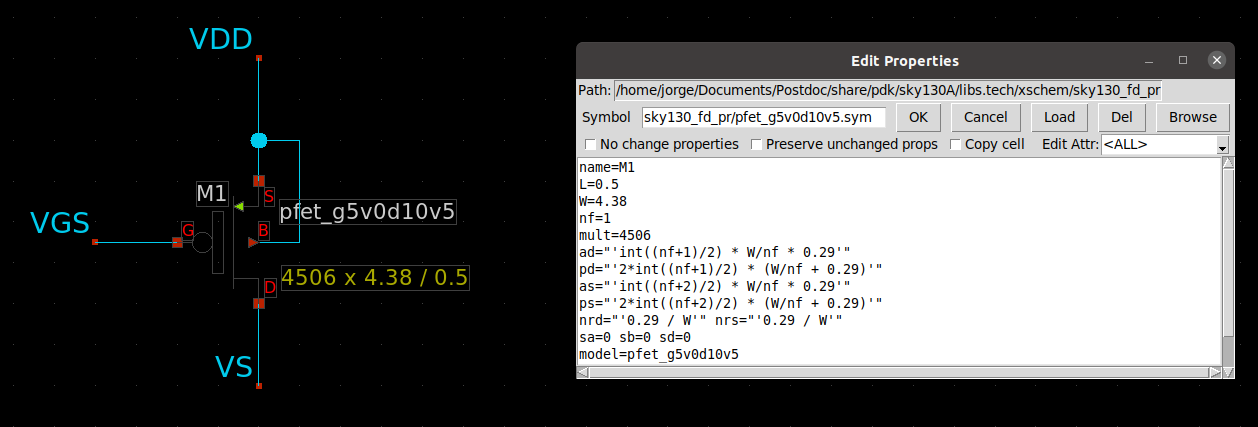 VDD
M1
S
pfet_g5v0d10v5
VGS
G
B
4506 x 4.38 / 0.5
D
VS
Edit Properties
Path: /home/jorge/Documents/Postdoc/share/pdk/sky130A/libs.tech/xschem/sky130_fd_pr
Symbol sky130_fd_pr/pfet_g5v0d10v5.sym OK Cancel Load Del Browse
No change properties Preserve unchanged props Copy cell Edit Attr: <ALL>
name=M1
L=0.5
W=4.38
nf=1
mult=4506
ad="'int((nf+1)/2) * W/nf * 0.29'"
pd="'2*int((nf+1)/2) * (W/nf + 0.29)'"
as="'int((nf+2)/2) * W/nf * 0.29'"
ps="'2*int((nf+2)/2) * (W/nf + 0.29)'"
nrd="'0.29 / W'" nrs="'0.29 / W'"
sa=0 sb=0 sd=0
model=pfet_g5v0d10v5